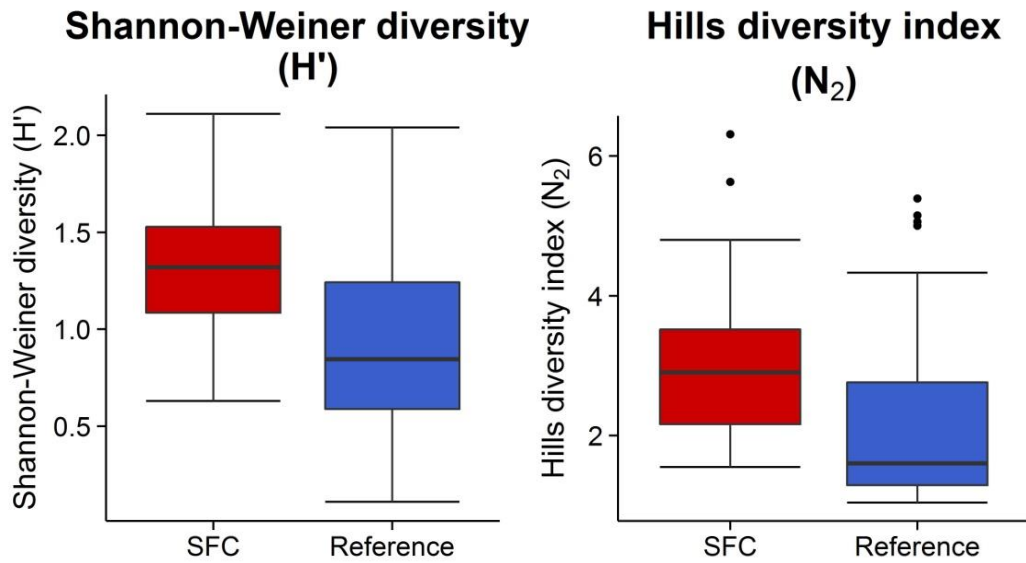 Shannon-Weiner diversity
(H')
Shannon-Weiner diversity (H')
2.0
1.5
1.0
0.5
SFC Reference
Hills diversity index
(N₂)
Hills diversity index (N₂)
6
4
2
SFC Reference